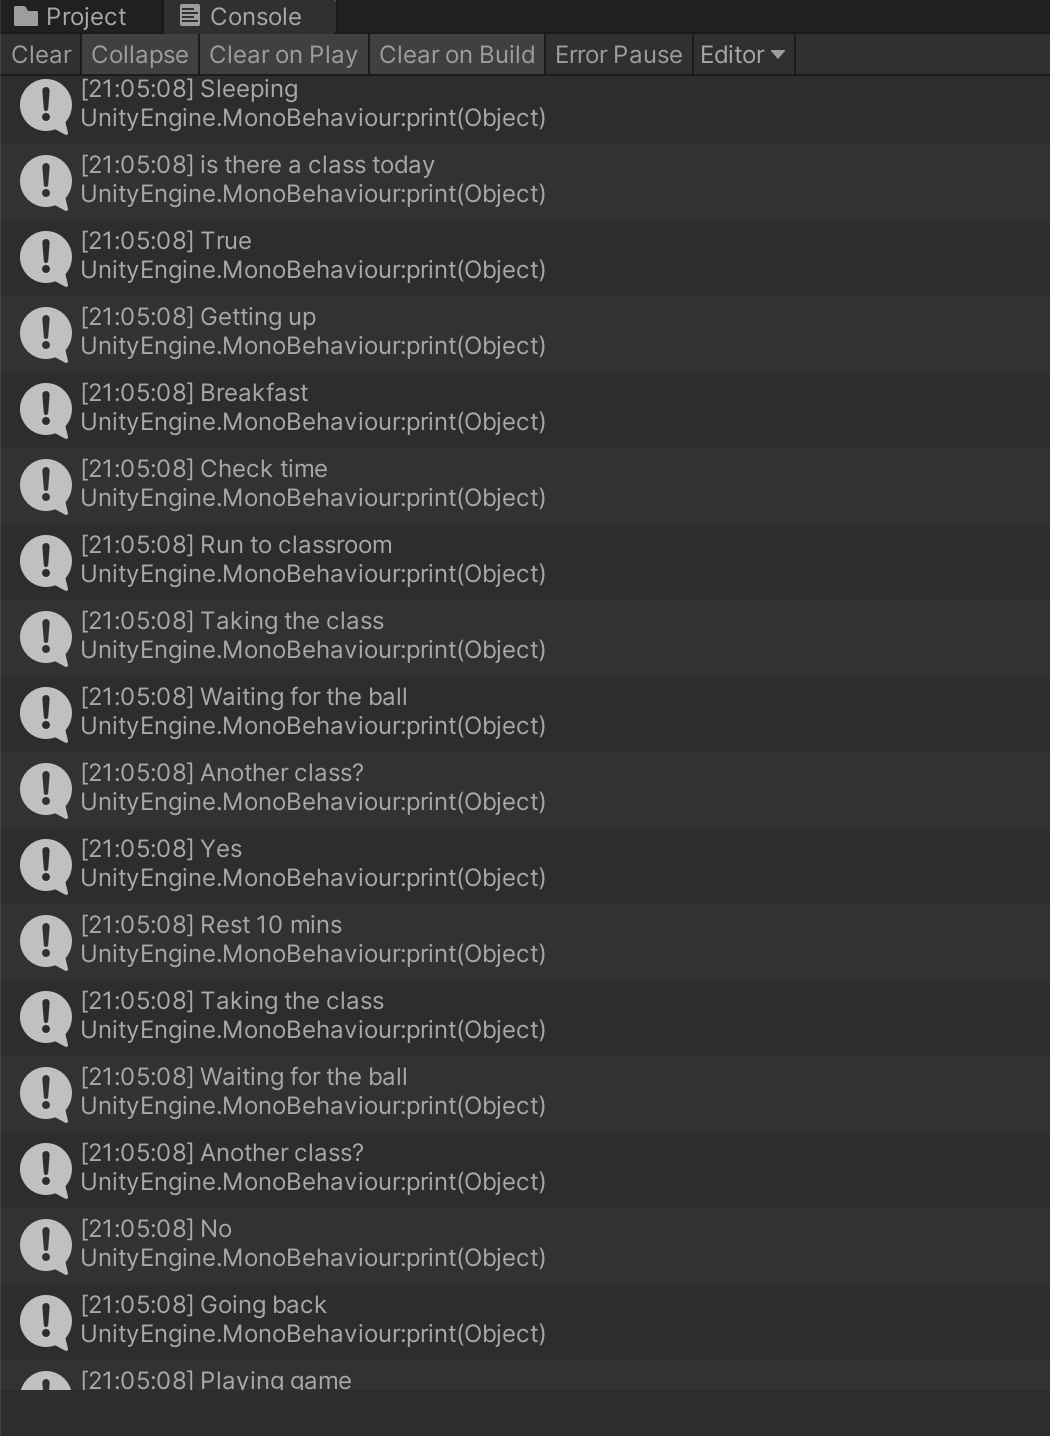 Project
Console
Clear
Collapse
Clear on Play
Clear on Build
Error Pause
Editor
[21:05:08] Sleeping
UnityEngine.MonoBehaviour:print(Object)
[21:05:08] is there a class today
UnityEngine.MonoBehaviour:print(Object)
[21:05:08] True
UnityEngine.MonoBehaviour:print(Object)
[21:05:08] Getting up
UnityEngine.MonoBehaviour:print(Object)
[21:05:08] Breakfast
UnityEngine.MonoBehaviour:print(Object)
[21:05:08] Check time
UnityEngine.MonoBehaviour:print(Object)
[21:05:08] Run to classroom
UnityEngine.MonoBehaviour:print(Object)
[21:05:08] Taking the class
UnityEngine.MonoBehaviour:print(Object)
[21:05:08] Waiting for the ball
UnityEngine.MonoBehaviour:print(Object)
[21:05:08] Another class?
UnityEngine.MonoBehaviour:print(Object)
[21:05:08] Yes
UnityEngine.MonoBehaviour:print(Object)
[21:05:08] Rest 10 mins
UnityEngine.MonoBehaviour:print(Object)
[21:05:08] Taking the class
UnityEngine.MonoBehaviour:print(Object)
[21:05:08] Waiting for the ball
UnityEngine.MonoBehaviour:print(Object)
[21:05:08] Another class?
UnityEngine.MonoBehaviour:print(Object)
[21:05:08] No
UnityEngine.MonoBehaviour:print(Object)
[21:05:08] Going back
UnityEngine.MonoBehaviour:print(Object)
[21:05:08] Playing game